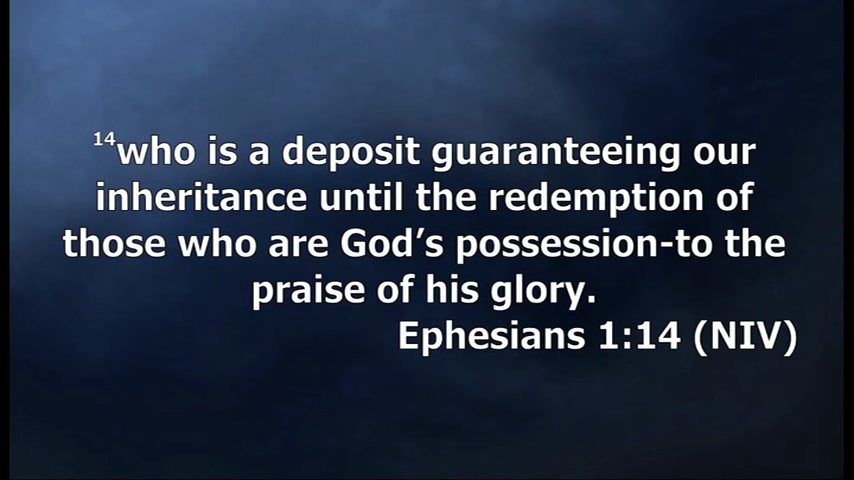 14who is a deposit guaranteeing our
inheritance until the redemption of
those who are God’s possession-to the
praise of his glory.
Ephesians 1:14 (NIV)